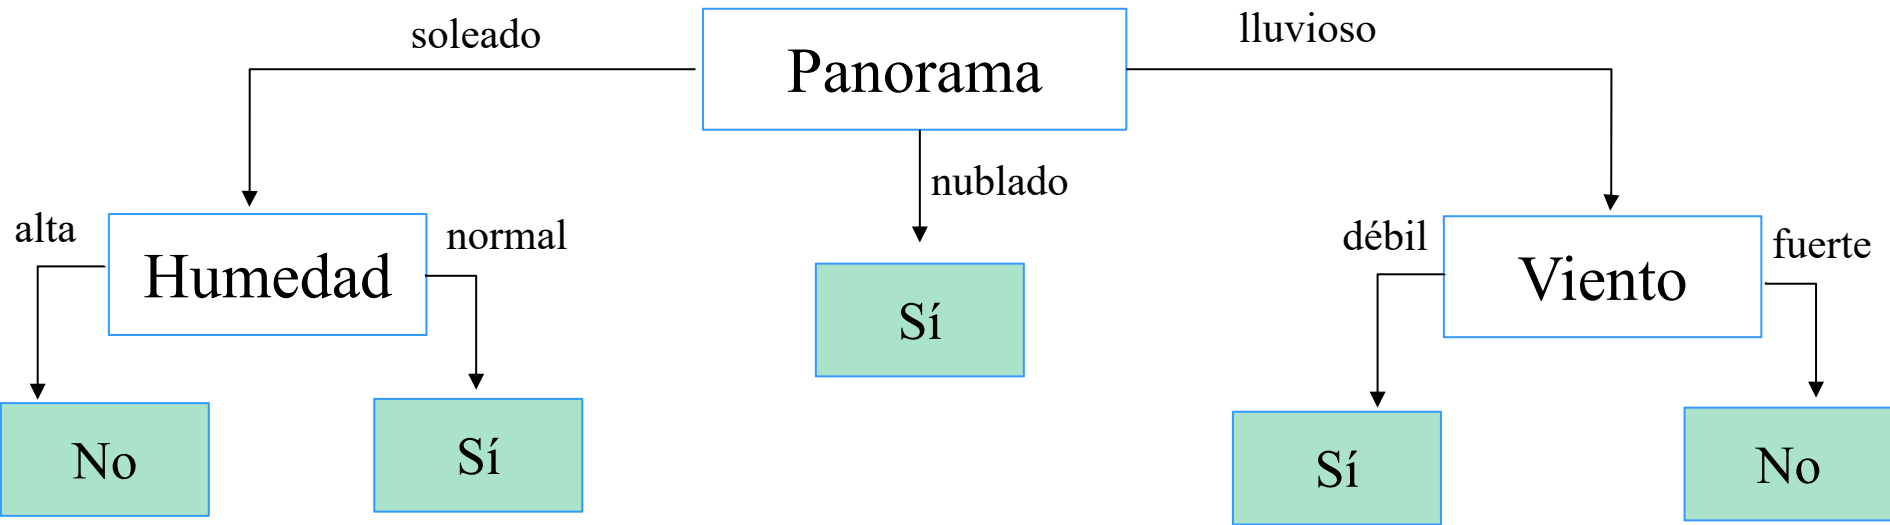 soleado
Panorama
lluvioso
nublado
alta
Humedad
normal
débil
Viento
fuerte
Sí
No
Sí
Sí
No